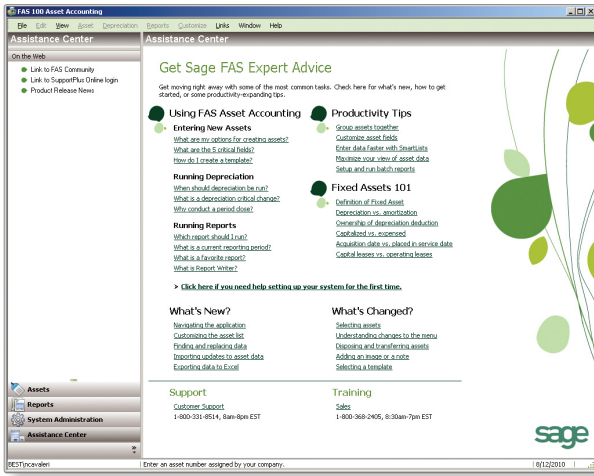 FAS 100 Asset Accounting
File Edit View Asset Depreciation Reports Customize Links Window Help
Assistance Center
On the Web
Link to FAS Community
Link to SupportPlus Online login
Product Release News
Assets
Reports
System Administration
Assistance Center
Assistance Center
Get Sage FAS Expert Advice
Get moving right away with some of the most common tasks. Check here for what's new, how to get
started, or some productivity-expanding tips.
Using FAS Asset Accounting
Entering New Assets
What are my options for creating assets?
What are the 5 critical fields?
How do I create a template?
Running Depreciation
When should depreciation be run?
What is a depreciation critical change?
Why conduct a period close?
Running Reports
Which report should I run?
What is a current reporting period?
What is a favorite report?
What is Report Writer?
Productivity Tips
Group assets together
Customize asset fields
Enter data faster with SmartLists
Maximize your view of asset data
Setup and run batch reports
Fixed Assets 101
Definition of Fixed Asset
Depreciation vs. amortization
Ownership of depreciation deduction
Capitalized vs. expensed
Acquisition date vs. placed in service date
Capital leases vs. operating leases
> Click here if you need help setting up your system for the first time.
What's New?
Navigating the application
Customizing the asset list
Finding and replacing data
Importing updates to asset data
Exporting data to Excel
What's Changed?
Selecting assets
Understanding changes to the menu
Disposing and transferring assets
Adding an image or a note
Selecting a template
Support
Customer Support
1-800-331-8514, 8am-8pm EST
Training
Sales
1-800-368-2405, 8:30am-7pm EST
sage
BEST\ncavaleri
Enter an asset number assigned by your company.
8/12/2010